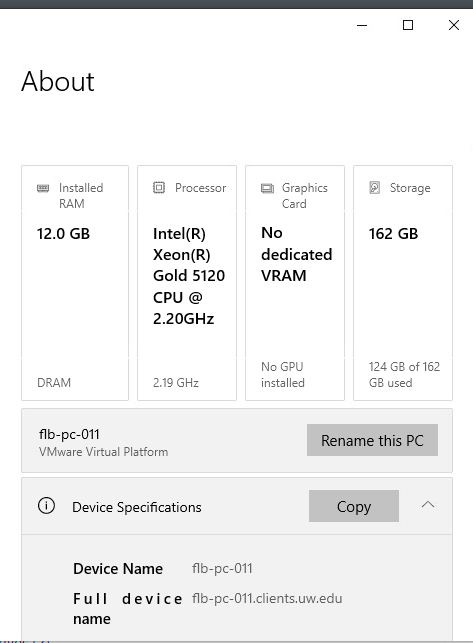 About
Installed
RAM
12.0 GB
DRAM
Processor
Intel(R)
Xeon(R)
Gold 5120
CPU @
2.20GHz
2.19 GHz
Graphics
Card
No
dedicated
VRAM
No GPU
installed
Storage
162 GB
124 GB of 162
GB used
flb-pc-011
VMware Virtual Platform
Rename this PC
Device Specifications
Copy
Device Name flb-pc-011
Full device flb-pc-011.clients.uw.edu
name